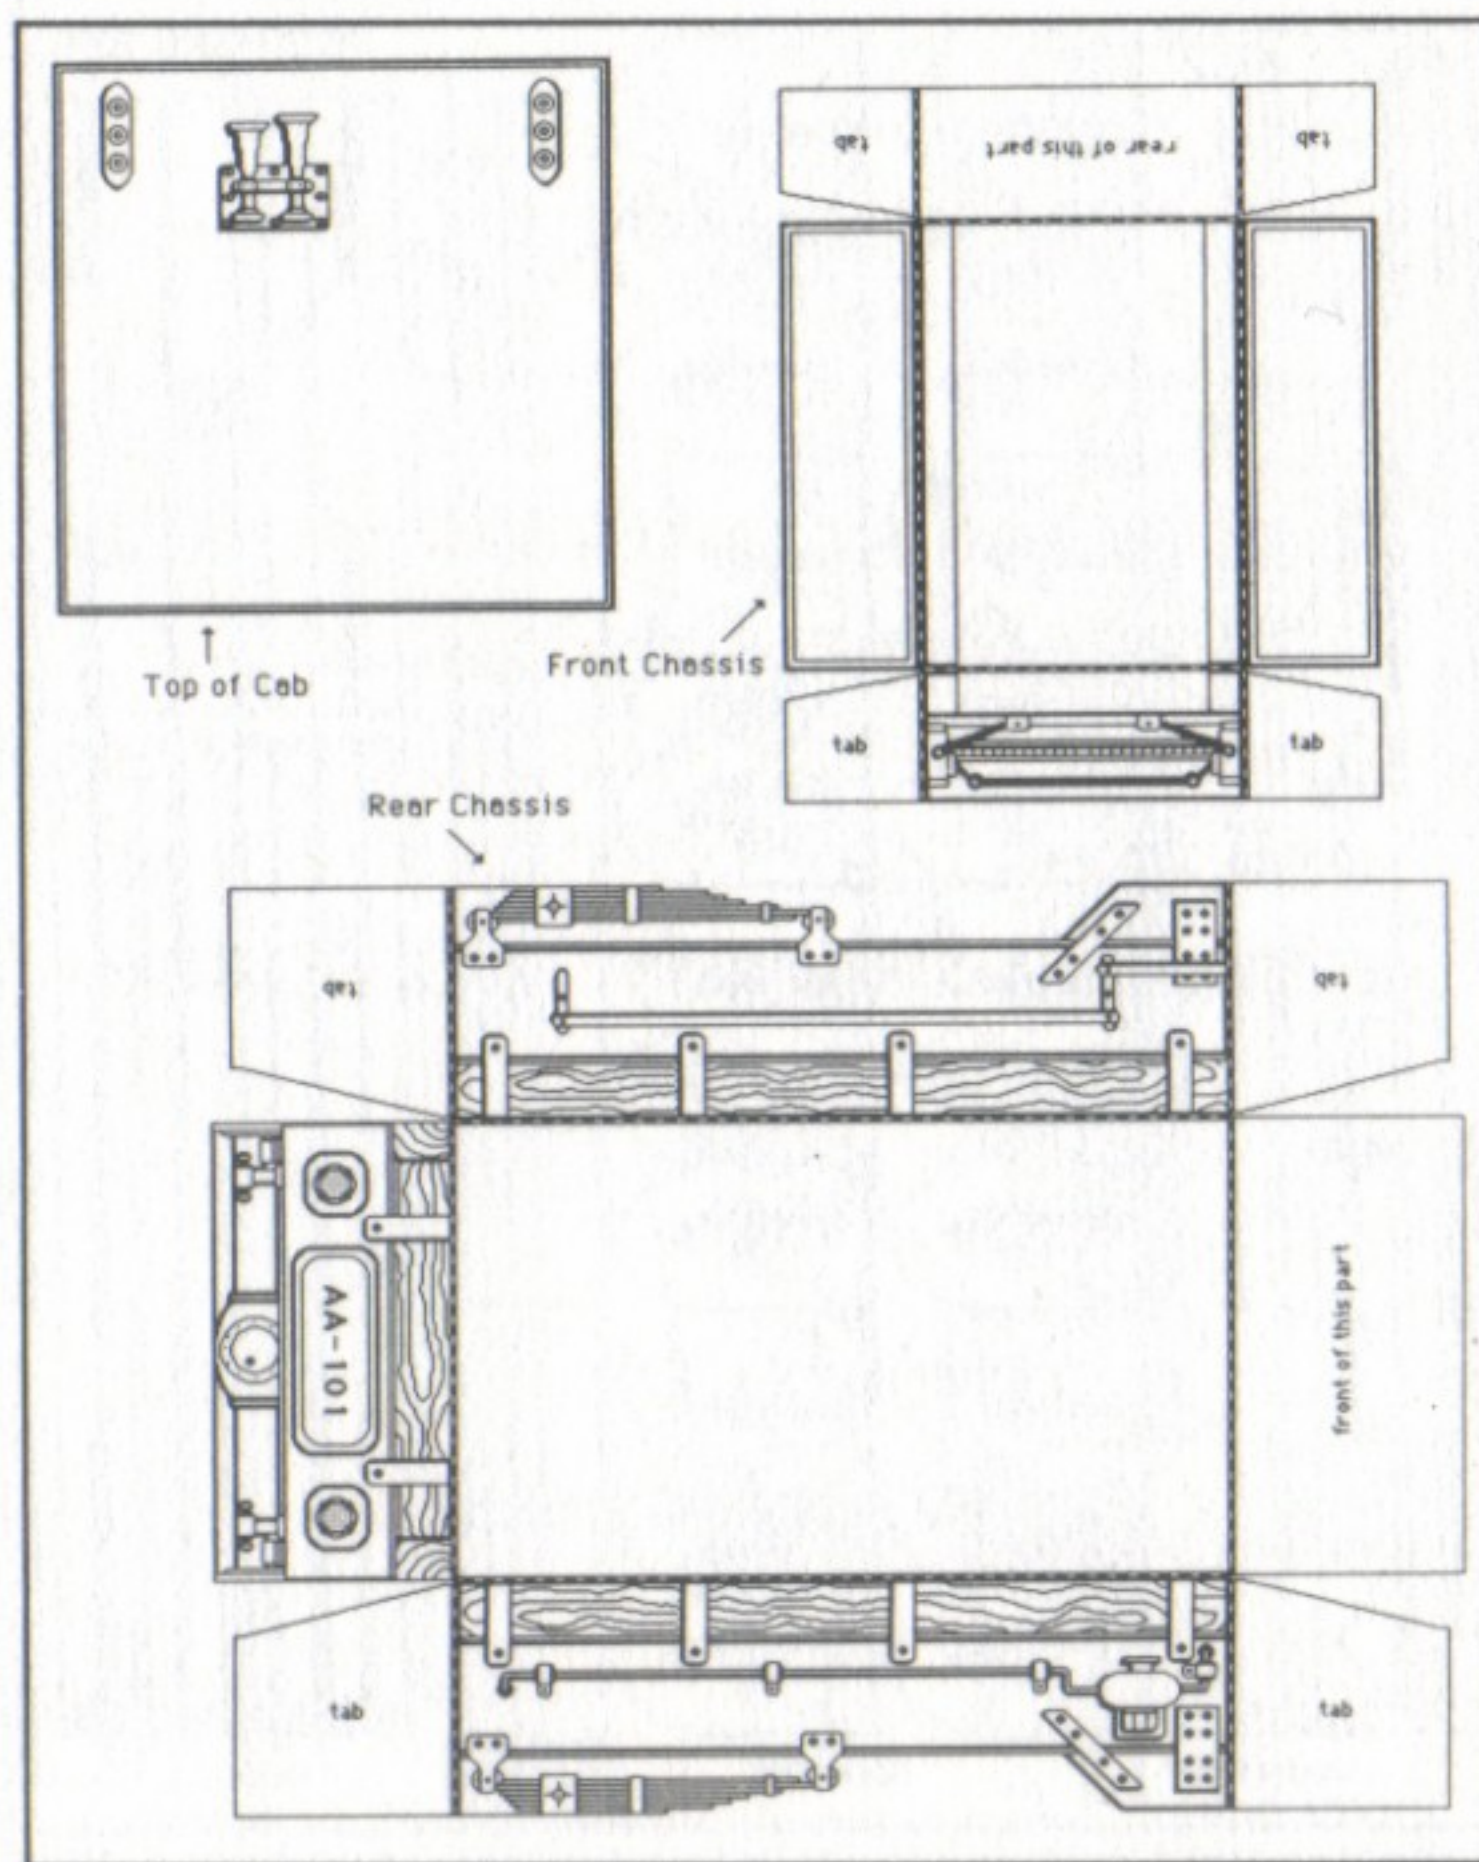 tab
rear of this part
tab
Top of Cab
Front Chassis
tab
tab
Rear Chassis
tab
tab
AA-101
front of this part
tab
tab